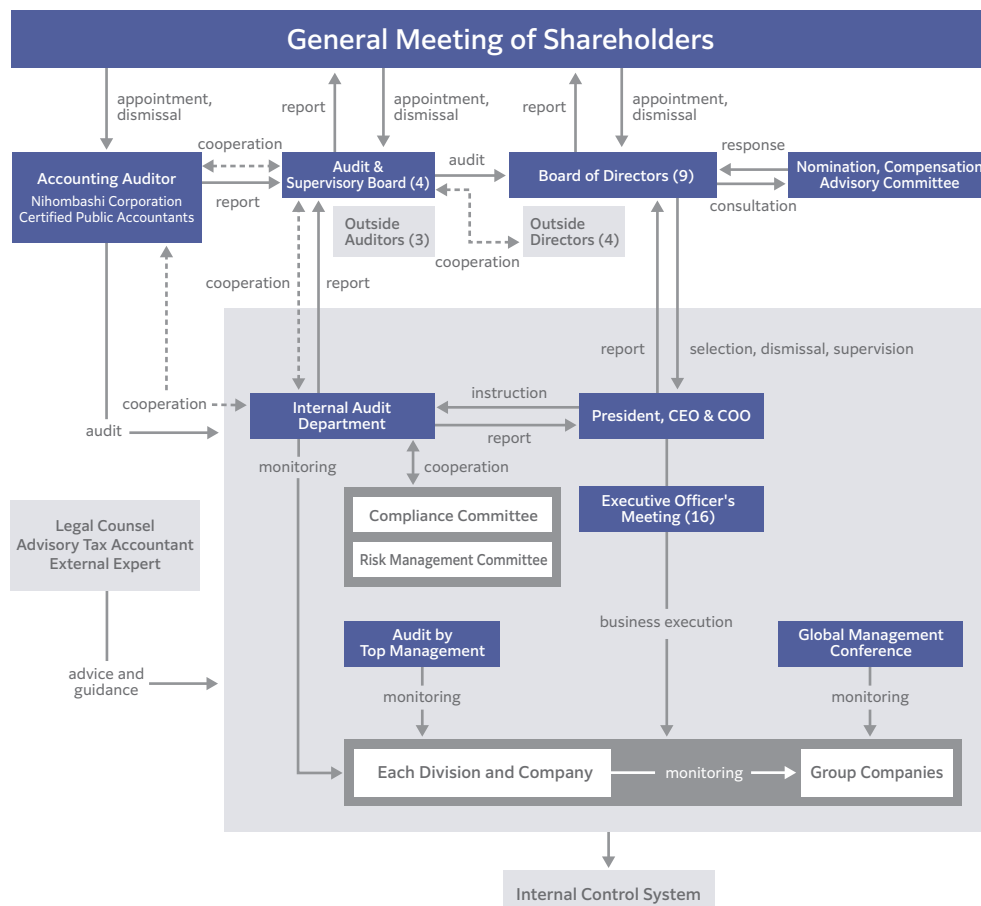 General Meeting of Shareholders
appointment,
dismissal
report
appointment,
dismissal
report
appointment,
dismissal
cooperation
response
Accounting Auditor
Nihombashi Corporation
Certified Public Accountants
report
Audit &
Supervisory Board (4)
audit
Board of Directors (9)
Nomination, Compensation
Advisory Committee
consultation
Outside
Auditors (3)
Outside
Directors (4)
cooperation
cooperation
report
report
selection, dismissal, supervision
cooperation
audit
Internal Audit
Department
instruction
report
President, CEO & COO
monitoring
cooperation
Compliance Committee
Risk Management Committee
Executive Officer's
Meeting (16)
Legal Counsel
Advisory Tax Accountant
External Expert
advice and
guidance
business execution
Audit by
Top Management
monitoring
Global Management
Conference
monitoring
Each Division and Company
monitoring
Group Companies
Internal Control System